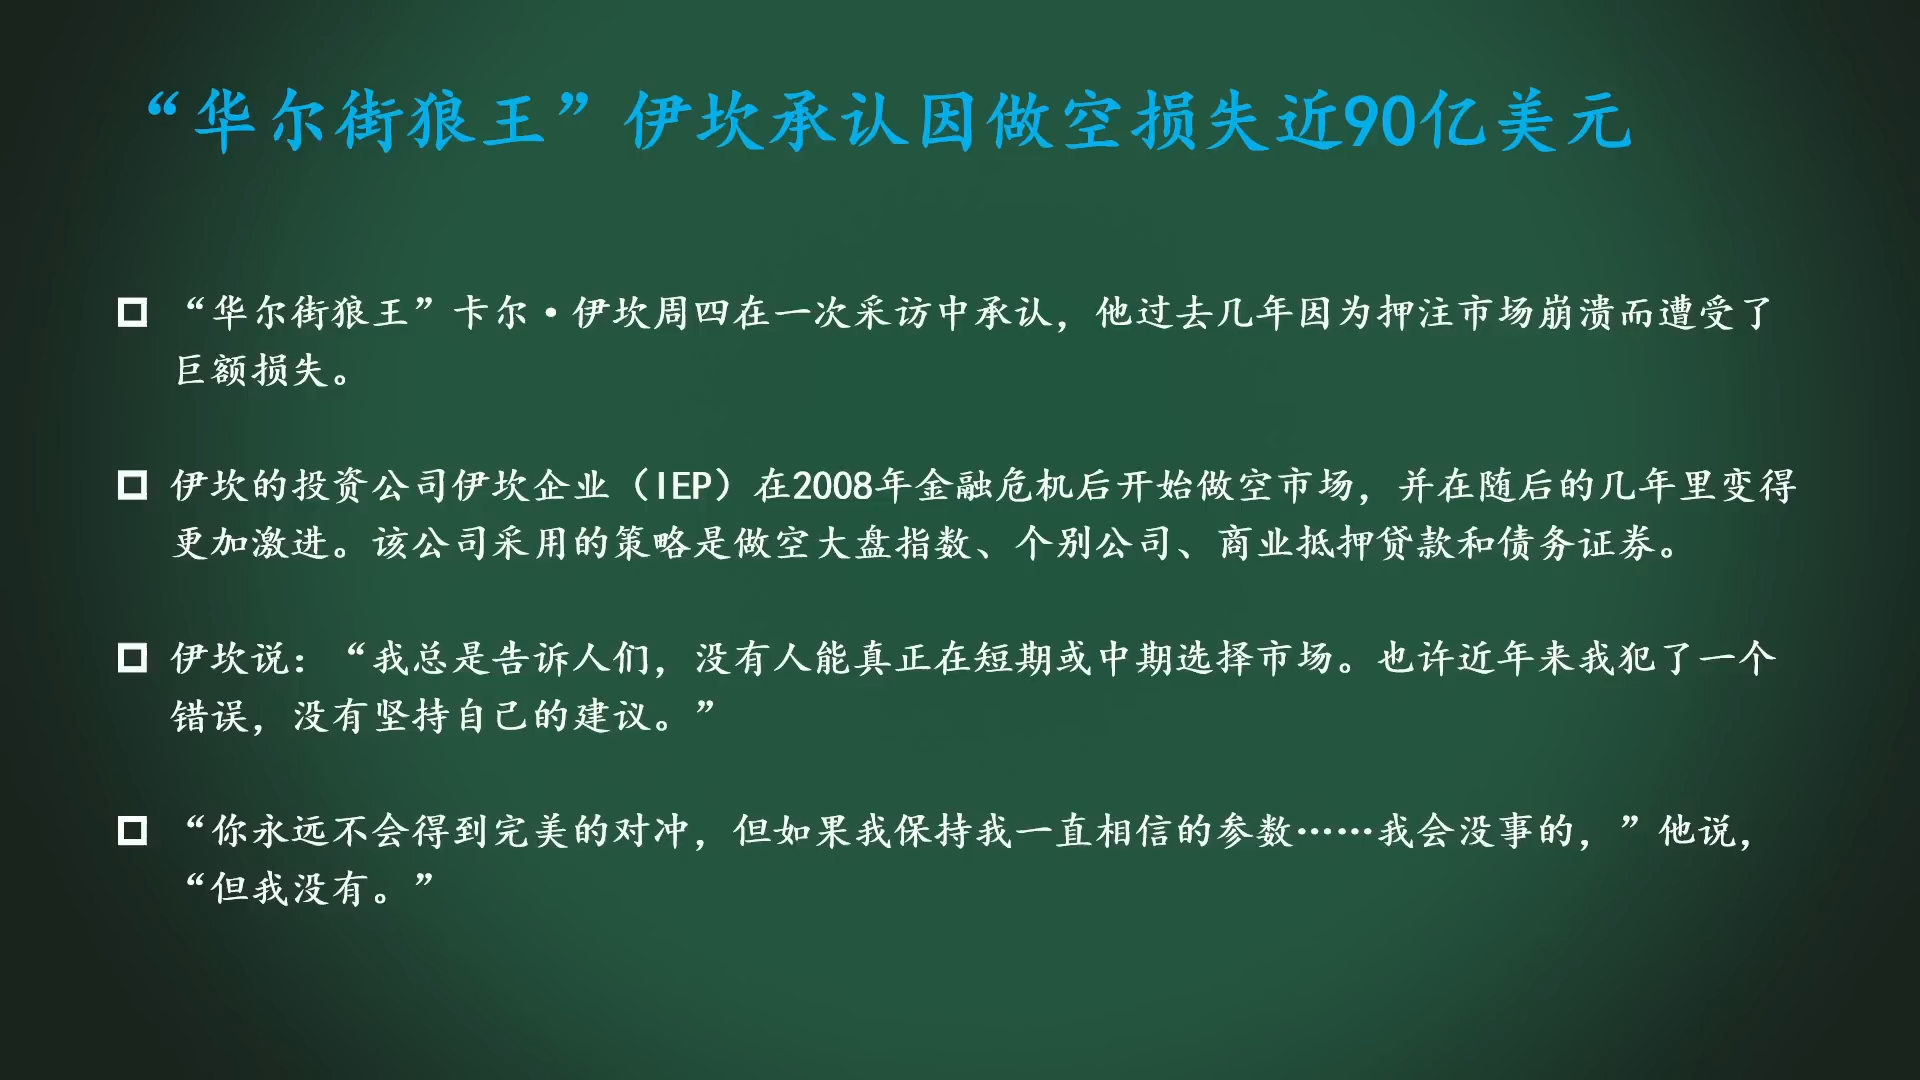 “华尔街狼王”伊坎承认因做空损失近90亿美元
“华尔街狼王”卡尔·伊坎周四在一次采访中承认，他过去几年因为押注市场崩溃而遭受了
巨额损失。
伊坎的投资公司伊坎企业（IEP）在2008年金融危机后开始做空市场，并在随后的几年里变得
更加激进。该公司采用的策略是做空大盘指数、个别公司、商业抵押贷款和债务证券。
伊坎说：“我总是告诉人们，没有人能真正在短期或中期选择市场。也许近年来我犯了一个
错误，没有坚持自己的建议。”
“你永远不会得到完美的对冲，但如果我保持我一直相信的参数……我会没事的，”他说，
“但我没有。”